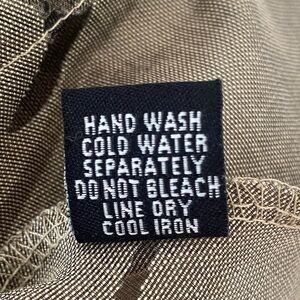 HAND WASH
COLD WATER
SEPARATELY
DO NOT BLEACH
LINE DRY
COOL IRON